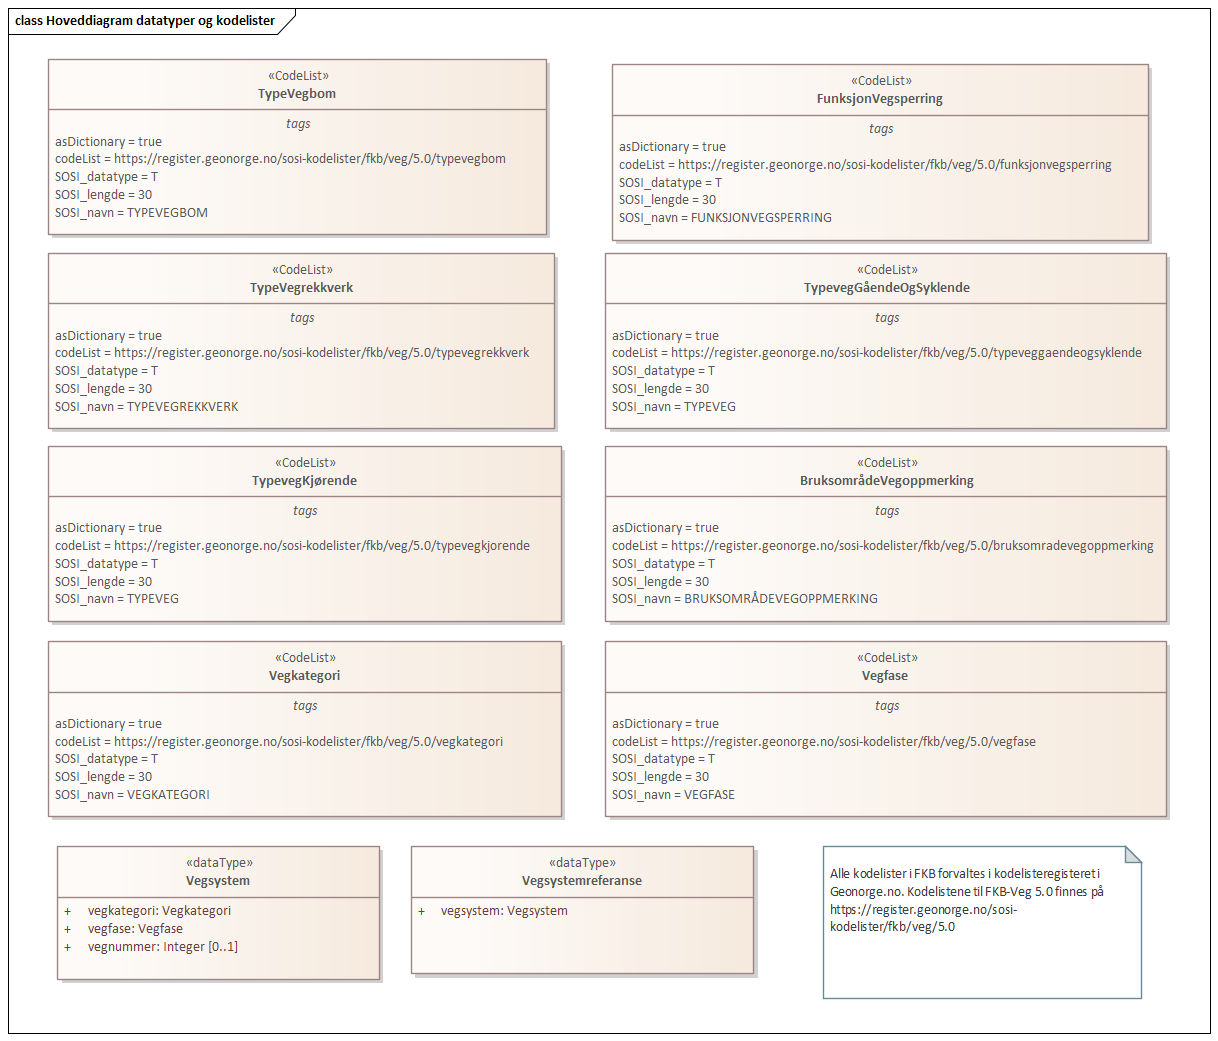 class Hoveddiagram datatyper og kodelister
«CodeList»
TypeVegbom
tags
asDictionary = true
codeList = https://register.geonorge.no/sosi-kodelister/fkb/veg/5.0/typevegbom
SOSI_datatype = T
SOSI_lengde = 30
SOSI_navn = TYPEVEGBOM
«CodeList»
FunksjonVegsperring
tags
asDictionary = true
codeList = https://register.geonorge.no/sosi-kodelister/fkb/veg/5.0/funksjonvegsperring
SOSI_datatype = T
SOSI_lengde = 30
SOSI_navn = FUNKSJONVEGSPERRING
«CodeList»
TypeVegrekkverk
tags
asDictionary = true
codeList = https://register.geonorge.no/sosi-kodelister/fkb/veg/5.0/typevegrekkverk
SOSI_datatype = T
SOSI_lengde = 30
SOSI_navn = TYPEVEGREKKVERK
«CodeList»
TypevegGåendeOgSyklende
tags
asDictionary = true
codeList = https://register.geonorge.no/sosi-kodelister/fkb/veg/5.0/typeveggaendeogsyklende
SOSI_datatype = T
SOSI_lengde = 30
SOSI_navn = TYPEVEG
«CodeList»
TypevegKjørende
tags
asDictionary = true
codeList = https://register.geonorge.no/sosi-kodelister/fkb/veg/5.0/typevegkjorende
SOSI_datatype = T
SOSI_lengde = 30
SOSI_navn = TYPEVEG
«CodeList»
BruksområdeVegoppmerking
tags
asDictionary = true
codeList = https://register.geonorge.no/sosi-kodelister/fkb/veg/5.0/bruksomradevegoppmerking
SOSI_datatype = T
SOSI_lengde = 30
SOSI_navn = BRUKSOMRÅDEVEGOPPMERKING
«CodeList»
Vegkategori
tags
asDictionary = true
codeList = https://register.geonorge.no/sosi-kodelister/fkb/veg/5.0/vegkategori
SOSI_datatype = T
SOSI_lengde = 30
SOSI_navn = VEGKATEGORI
«CodeList»
Vegfase
tags
asDictionary = true
codeList = https://register.geonorge.no/sosi-kodelister/fkb/veg/5.0/vegfase
SOSI_datatype = T
SOSI_lengde = 30
SOSI_navn = VEGFASE
«dataType»
Vegsystem
+ vegkategori: Vegkategori
+ vegfase: Vegfase
+ vegnummer: Integer [0..1]
«dataType»
Vegsystemreferanse
+ vegsystem: Vegsystem
Alle kodelister i FKB forvaltes i kodelisteregisteret i
Geonorge.no. Kodelistene til FKB-Veg 5.0 finnes på
https://register.geonorge.no/sosi-
kodelister/fkb/veg/5.0